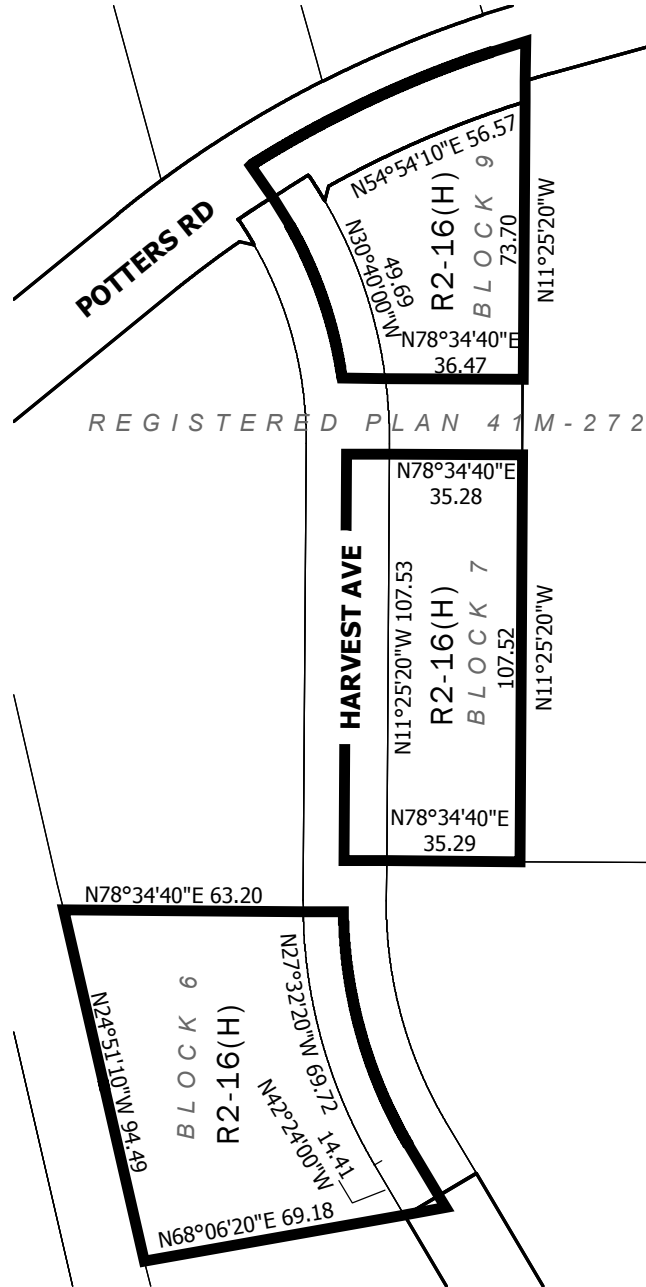 N54°54'10"E 56.57
POTTERS RD
N30°40'00"W
49.69
R2-16(H)
BLOCK 9
73.70
N11°25'20"W
N78°34'40"E
36.47
REGISTERED PLAN 41M-272
N78°34'40"E
35.28
HARVEST AVE
N11°25'20"W 107.53
R2-16(H)
BLOCK 7
107.52
N11°25'20"W
N78°34'40"E
35.29
N78°34'40"E 63.20
N24°51'10"W 94.49
BLOCK 6
R2-16(H)
N27°32'20"W 69.72
N42°24'00"W
14.41
N68°06'20"E 69.18